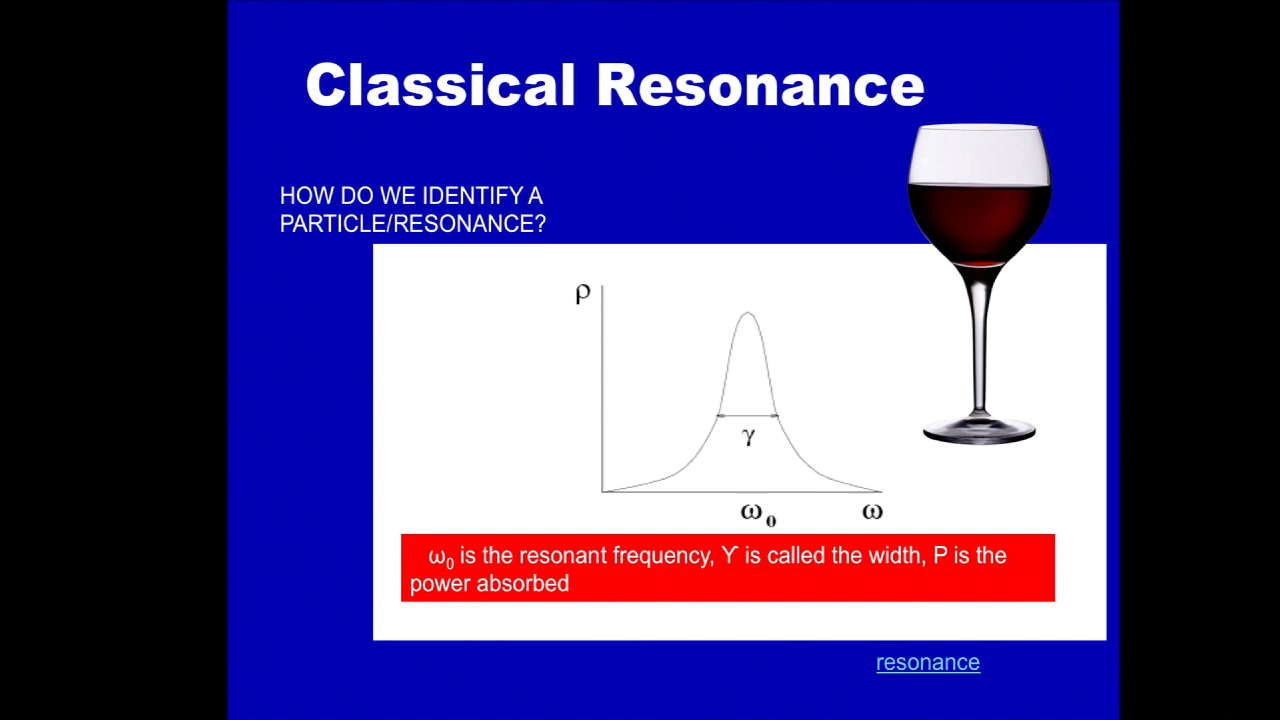 Classical Resonance
HOW DO WE IDENTIFY A
PARTICLE/RESONANCE?
ρ
γ
ω₀
ω
ω₀ is the resonant frequency, ϒ is called the width, P is the
power absorbed
resonance